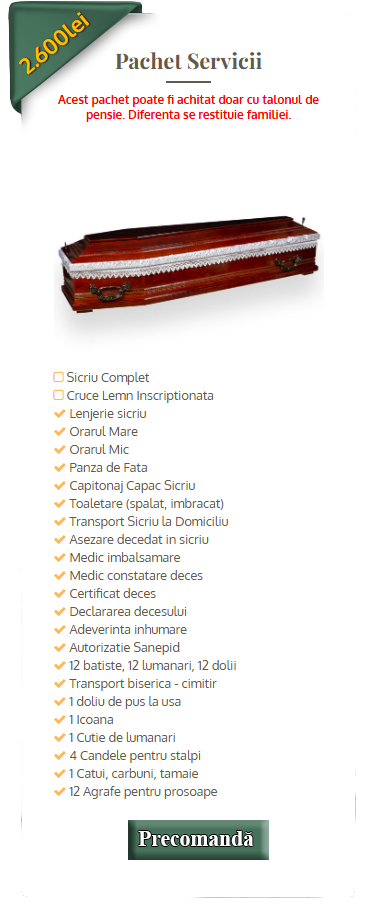 2.600lei
Pachet Servicii
Acest pachet poate fi achitat doar cu talonul de
pensie. Diferenta se restituie familiei.
Sicriu Complet
Cruce Lemn Inscriptionata
Lenjerie sicriu
Orarul Mare
Orarul Mic
Panza de Fata
Capitonaj Capac Sicriu
Toaletare (spalat, imbracat)
Transport Sicriu la Domiciliu
Asezare decedat in sicriu
Medic imbalsamare
Medic constatare deces
Certificat deces
Declararea decesului
Adeverinta inhumare
Autorizatie Sanepid
12 batiste, 12 lumanari, 12 dolii
Transport biserica - cimitir
1 doliu de pus la usa
1 Icoana
1 Cutie de lumanari
4 Candele pentru stalpi
1 Catui, carbuni, tamaie
12 Agrafe pentru prosoape
Precomandă